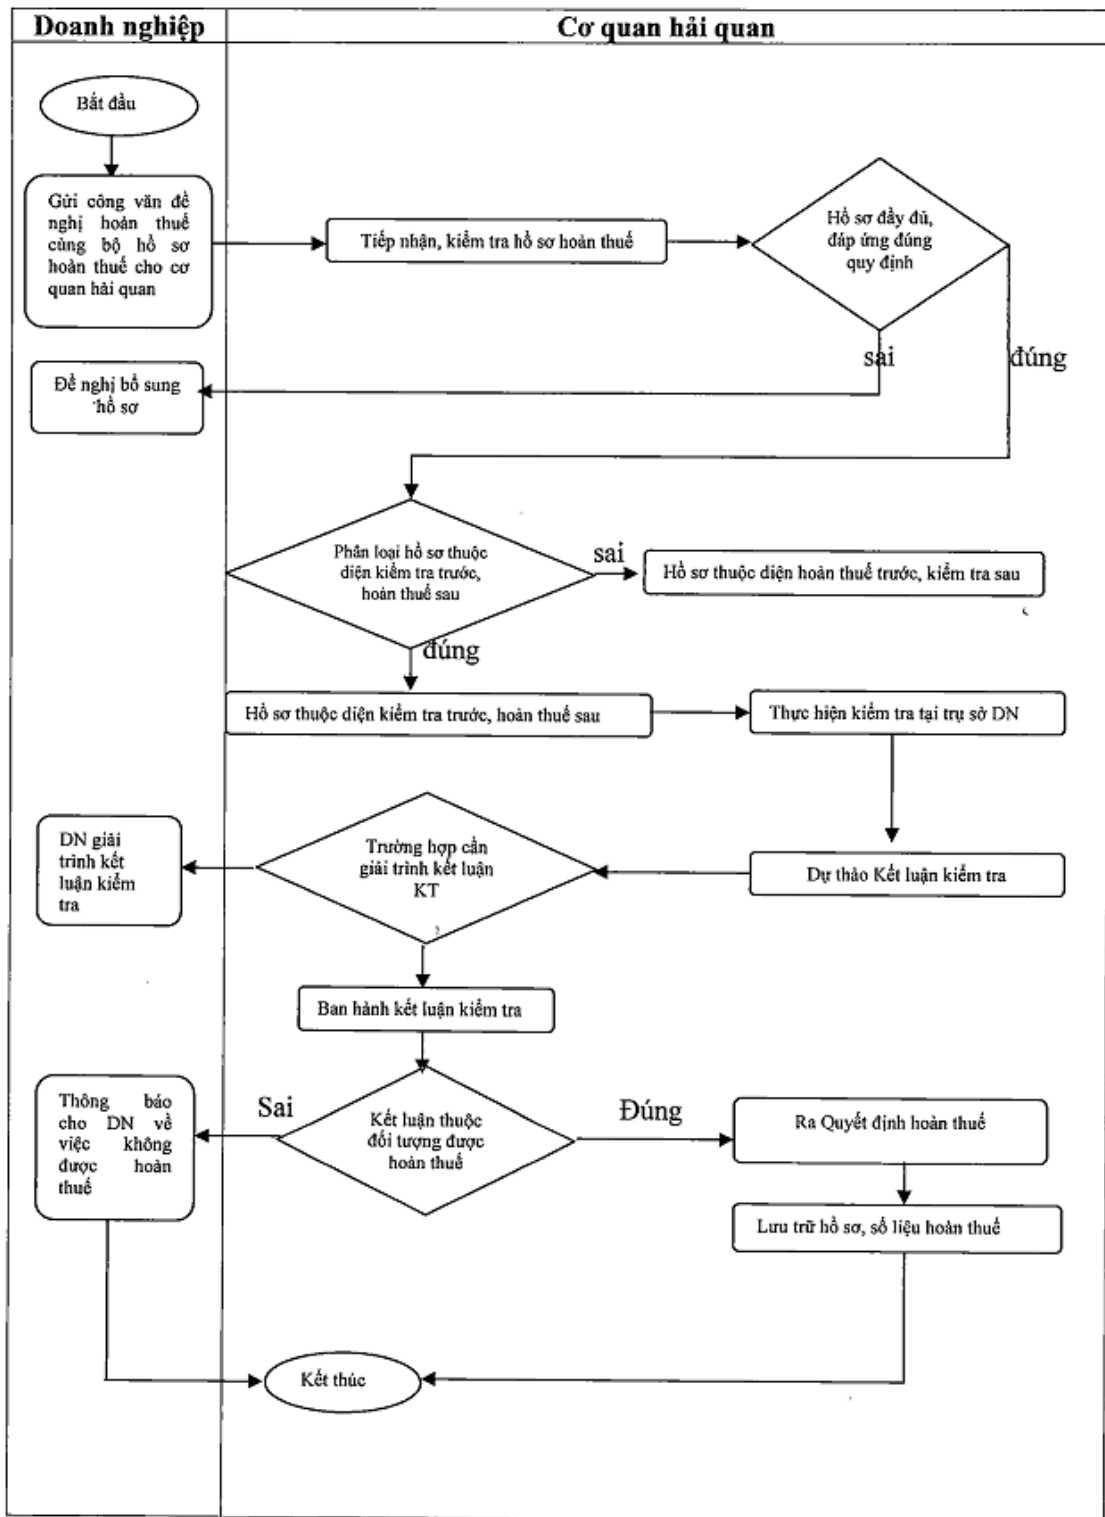 Doanh nghiệp
Cơ quan hải quan
Bắt đầu
Gửi công văn đề
nghị hoàn thuế
cùng bộ hồ sơ
hoàn thuế cho cơ
quan hải quan
Tiếp nhận, kiểm tra hồ sơ hoàn thuế
Hồ sơ đầy đủ,
đáp ứng đúng
quy định
sai
đúng
Đề nghị bổ sung
hồ sơ
Phân loại hồ sơ thuộc
diện kiểm tra trước,
hoàn thuế sau
sai
Hồ sơ thuộc diện hoàn thuế trước, kiểm tra sau
đúng
Hồ sơ thuộc diện kiểm tra trước, hoàn thuế sau
Thực hiện kiểm tra tại trụ sở DN
DN giải
trình kết
luận kiểm
tra
Trường hợp cần
giải trình kết luận
KT
Dự thảo Kết luận kiểm tra
Ban hành kết luận kiểm tra
Thông báo
cho DN về
việc không
được hoàn
thuế
Sai
Kết luận thuộc
đối tượng được
hoàn thuế
Đúng
Ra Quyết định hoàn thuế
Lưu trữ hồ sơ, số liệu hoàn thuế
Kết thúc